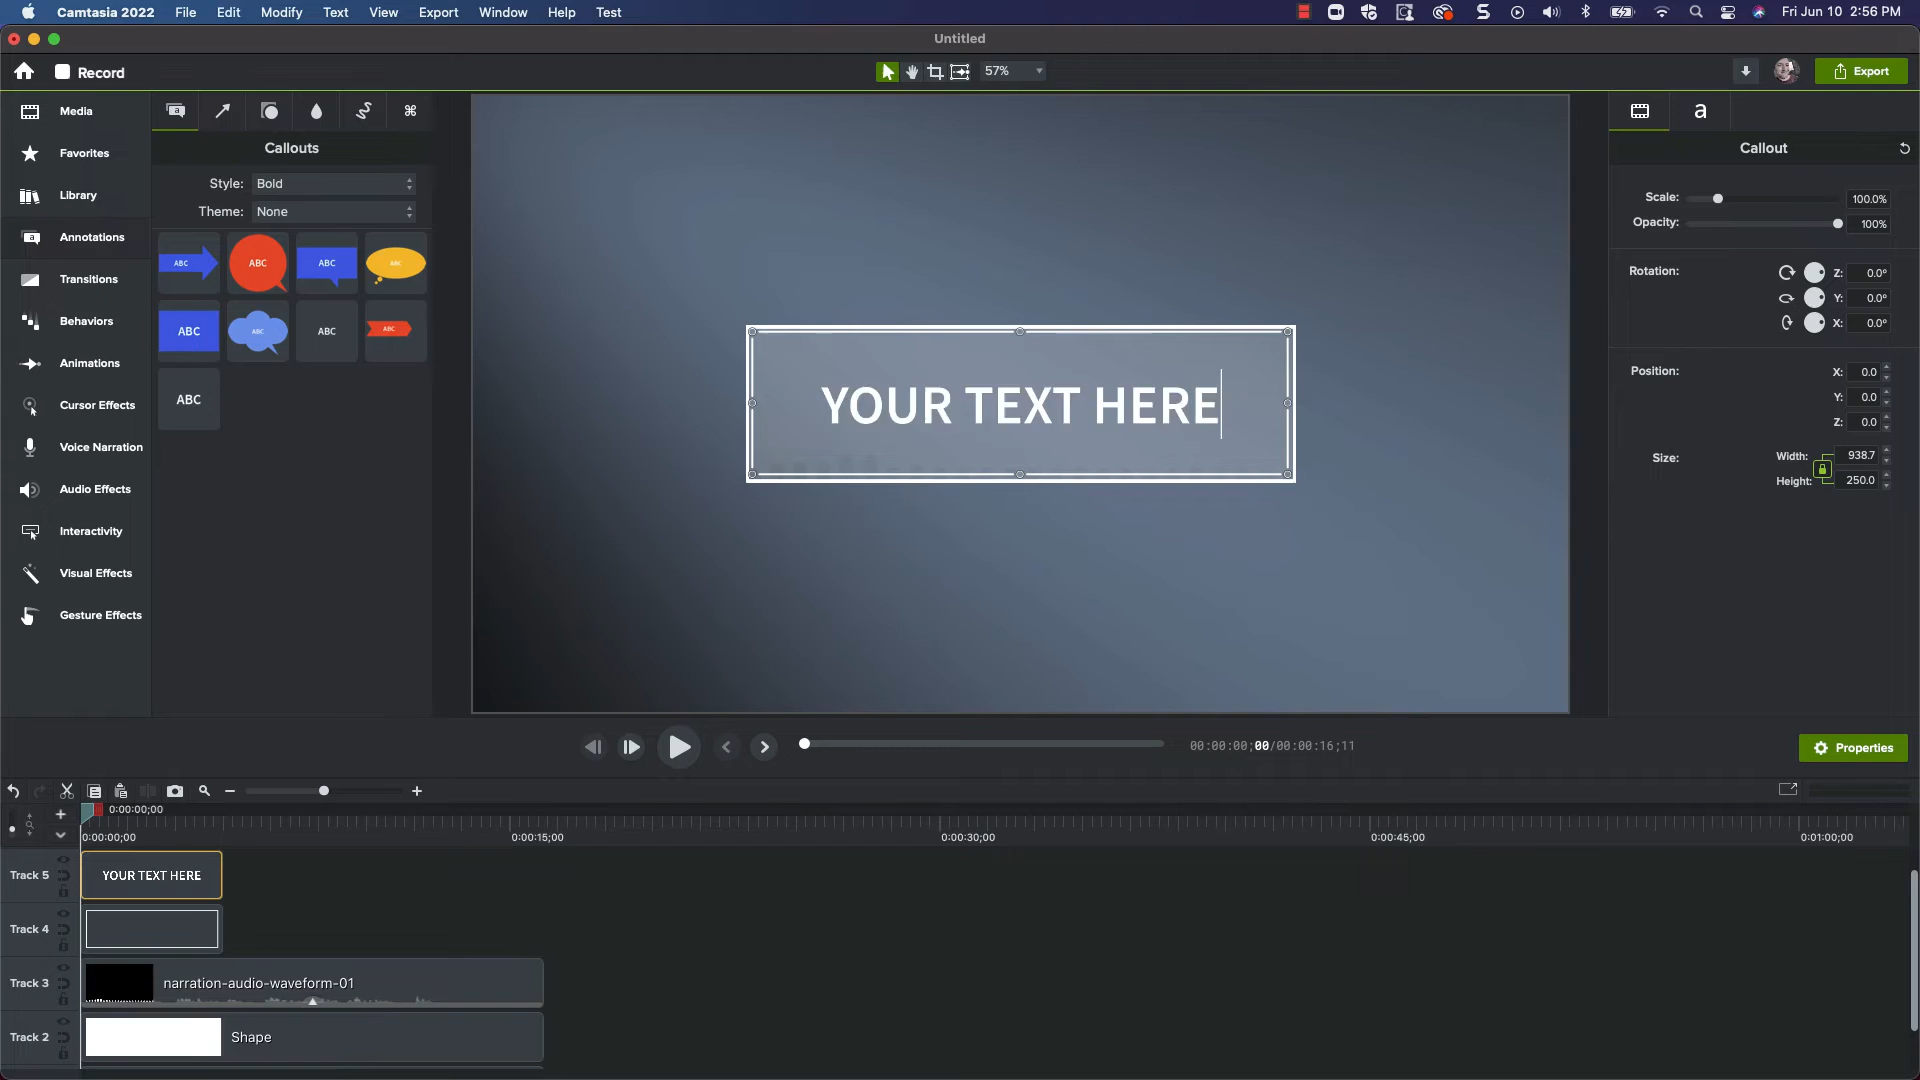 Camtasia 2022 File Edit Modify Text View Export Window Help Test Fri Jun 10 2:56 PM
Untitled
Record 57% Export
Media
Favorites
Library
Annotations
Transitions
Behaviors
Animations
Cursor Effects
Voice Narration
Audio Effects
Interactivity
Visual Effects
Gesture Effects
Callouts
Style: Bold
Theme: None
ABC ABC ABC ABC
ABC ABC ABC ABC
ABC
YOUR TEXT HERE
a
Callout
Scale: 100.0%
Opacity: 100%
Rotation: Z: 0.0°
Y: 0.0°
X: 0.0°
Position: X: 0.0
Y: 0.0
Z: 0.0
Size: Width: 938.7
Height: 250.0
00:00:00;00/00:00:16;11
Properties
0:00:00;00
0:00:00;00 0:00:15;00 0:00:30;00 0:00:45;00 0:01:00;00
Track 5 YOUR TEXT HERE
Track 4
Track 3 narration-audio-waveform-01
Track 2 Shape